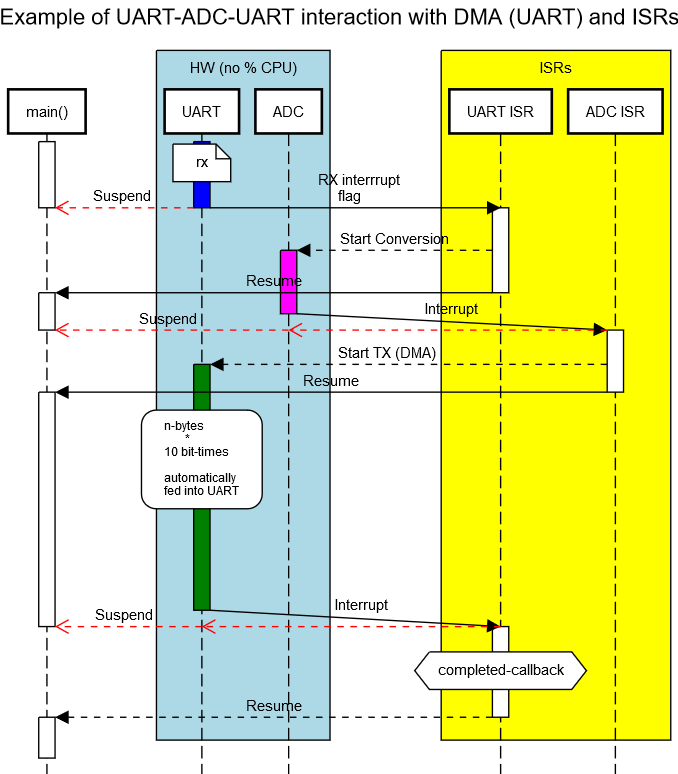 Example of UART-ADC-UART interaction with DMA (UART) and ISRs
HW (no % CPU)
ISRs
main()
UART
ADC
UART ISR
ADC ISR
rx
RX interrrupt
flag
Suspend
Start Conversion
Resume
Interrupt
Suspend
Start TX (DMA)
Resume
n-bytes
*
10 bit-times
automatically
fed into UART
Interrupt
Suspend
completed-callback
Resume